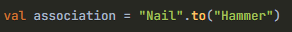 val association = "Nail".to("Hammer")